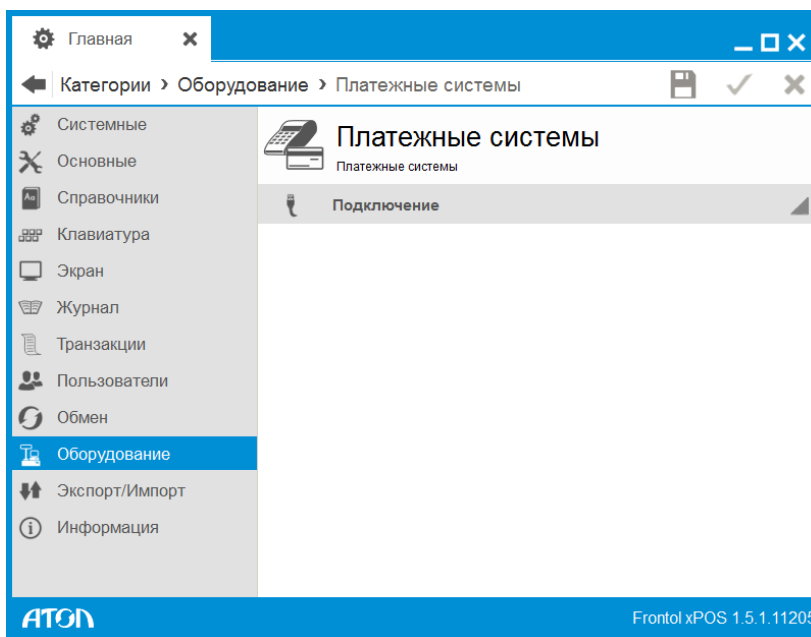 Главная
Категории › Оборудование › Платежные системы
Системные
Основные
Справочники
Клавиатура
Экран
Журнал
Транзакции
Пользователи
Обмен
Оборудование
Экспорт/Импорт
Информация
Платежные системы
Платежные системы
Подключение
ATOL
Frontol xPOS 1.5.1.11205